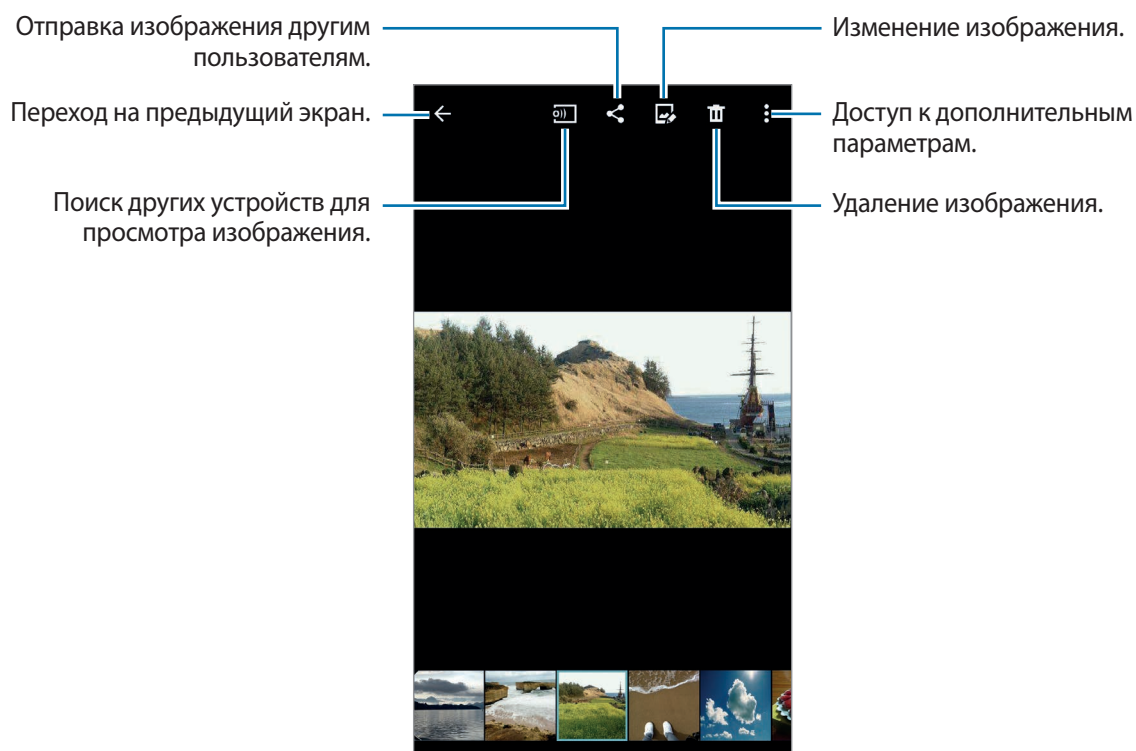 Отправка изображения другим
пользователям.
Переход на предыдущий экран.
Поиск других устройств для
просмотра изображения.
Изменение изображения.
Доступ к дополнительным
параметрам.
Удаление изображения.